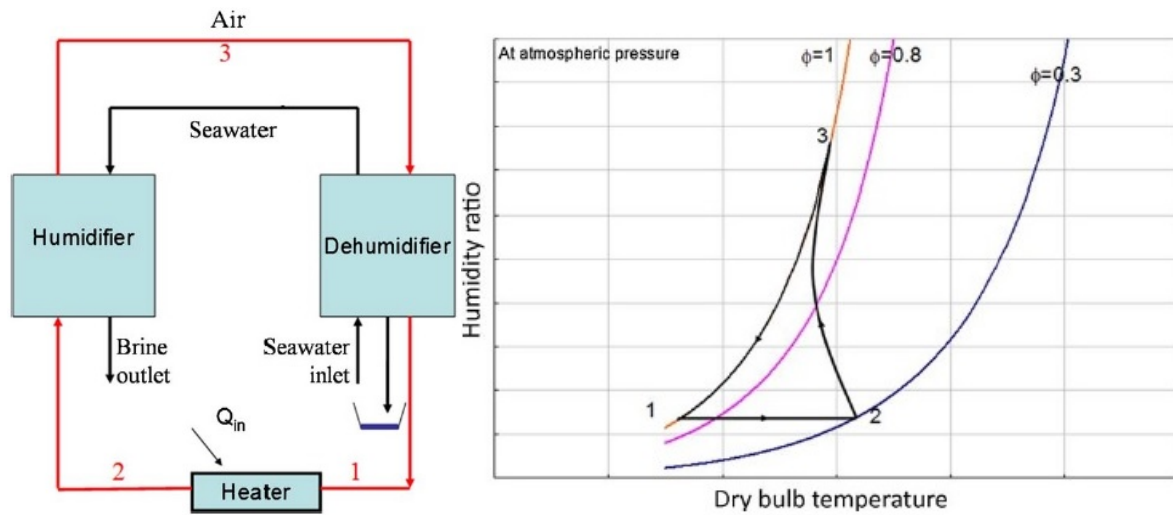 Air
3
Seawater
Humidifier
Dehumidifier
Brine
outlet
Seawater
inlet
Qin
2
Heater
1
At atmospheric pressure
ϕ=1
ϕ=0.8
ϕ=0.3
3
1
2
Humidity ratio
Dry bulb temperature